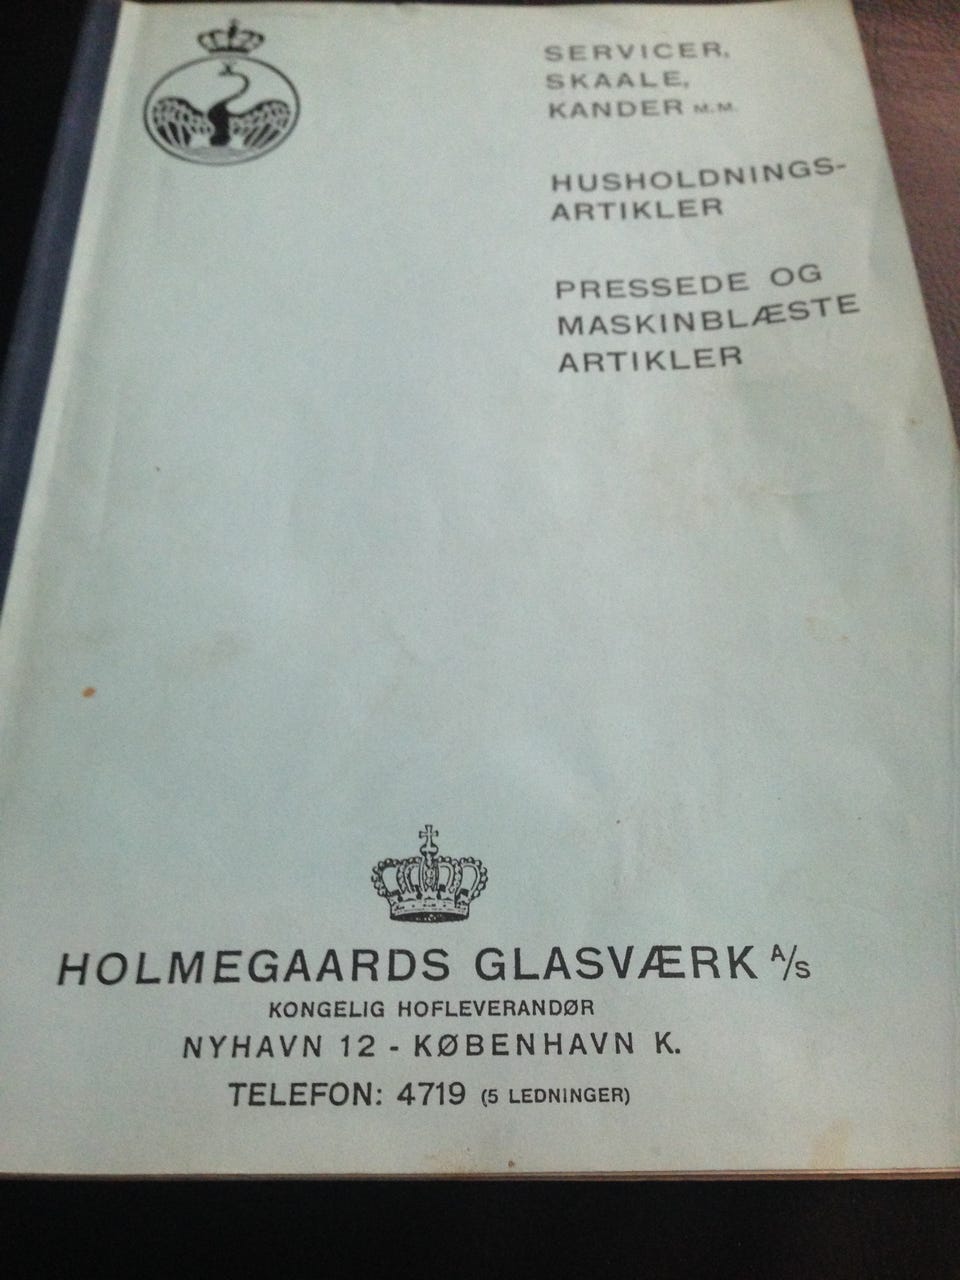 SERVICER,
SKAALE,
KANDER M.M.
HUSHOLDNINGS-
ARTIKLER
PRESSEDE OG
MASKINBLÆSTE
ARTIKLER
HOLMEGAARDS GLASVÆRK A/S
KONGELIG HOFLEVERANDØR
NYHAVN 12 - KØBENHAVN K.
TELEFON: 4719 (5 LEDNINGER)